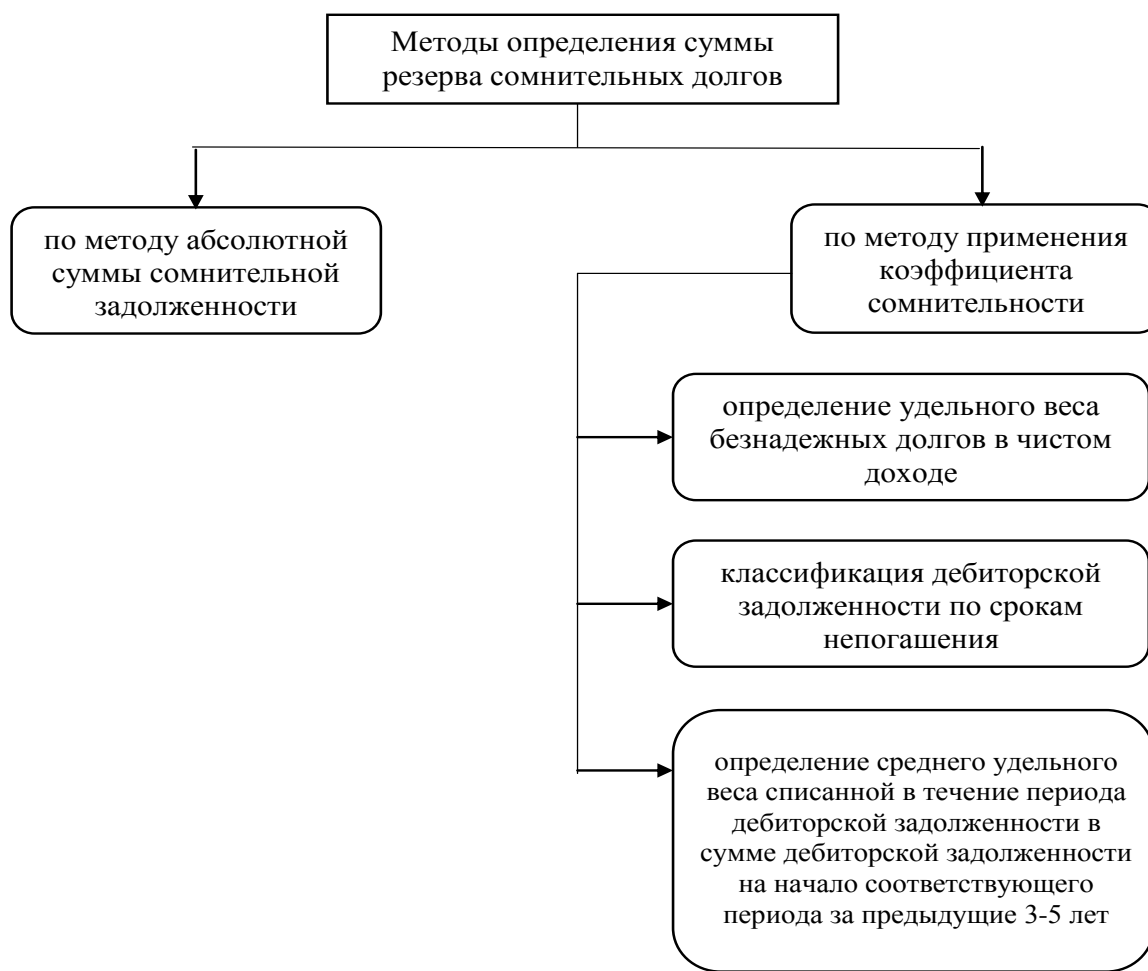 Методы определения суммы
резерва сомнительных долгов
по методу абсолютной
суммы сомнительной
задолженности
по методу применения
коэффициента
сомнительности
определение удельного веса
безнадежных долгов в чистом
доходе
классификация дебиторской
задолженности по срокам
непогашения
определение среднего удельного
веса списанной в течение периода
дебиторской задолженности в
сумме дебиторской задолженности
на начало соответствующего
периода за предыдущие 3-5 лет